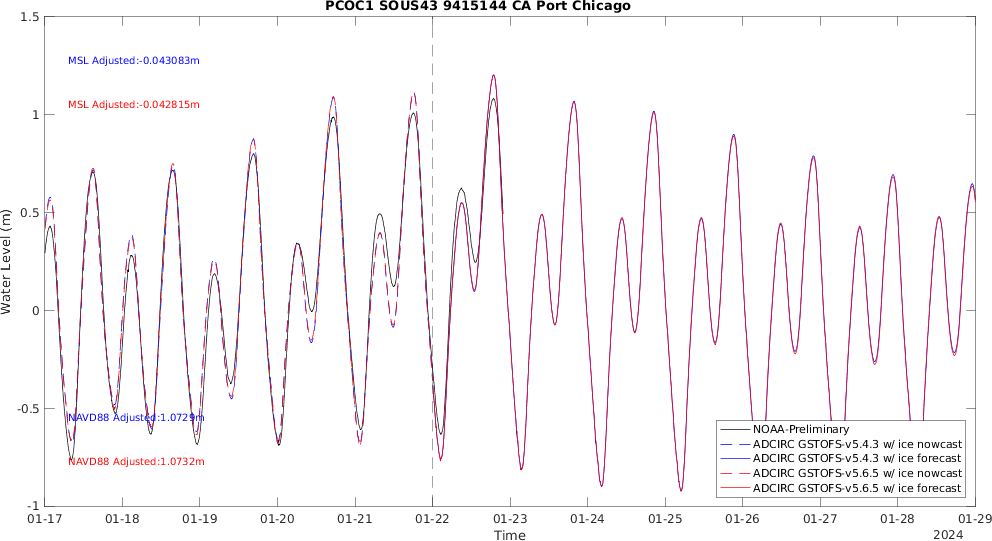 PCOC1 SOUS43 9415144 CA Port Chicago
1.5
MSL Adjusted:-0.043083m
MSL Adjusted:-0.042815m
1
0.5
Water Level (m)
0
-0.5
NAVD88 Adjusted:1.0729m
NAVD88 Adjusted:1.0732m
NOAA-Preliminary
ADCIRC GSTOFS-v5.4.3 w/ ice nowcast
ADCIRC GSTOFS-v5.4.3 w/ ice forecast
ADCIRC GSTOFS-v5.6.5 w/ ice nowcast
ADCIRC GSTOFS-v5.6.5 w/ ice forecast
-1
01-17 01-18 01-19 01-20 01-21 01-22 01-23 01-24 01-25 01-26 01-27 01-28 01-29
Time
2024